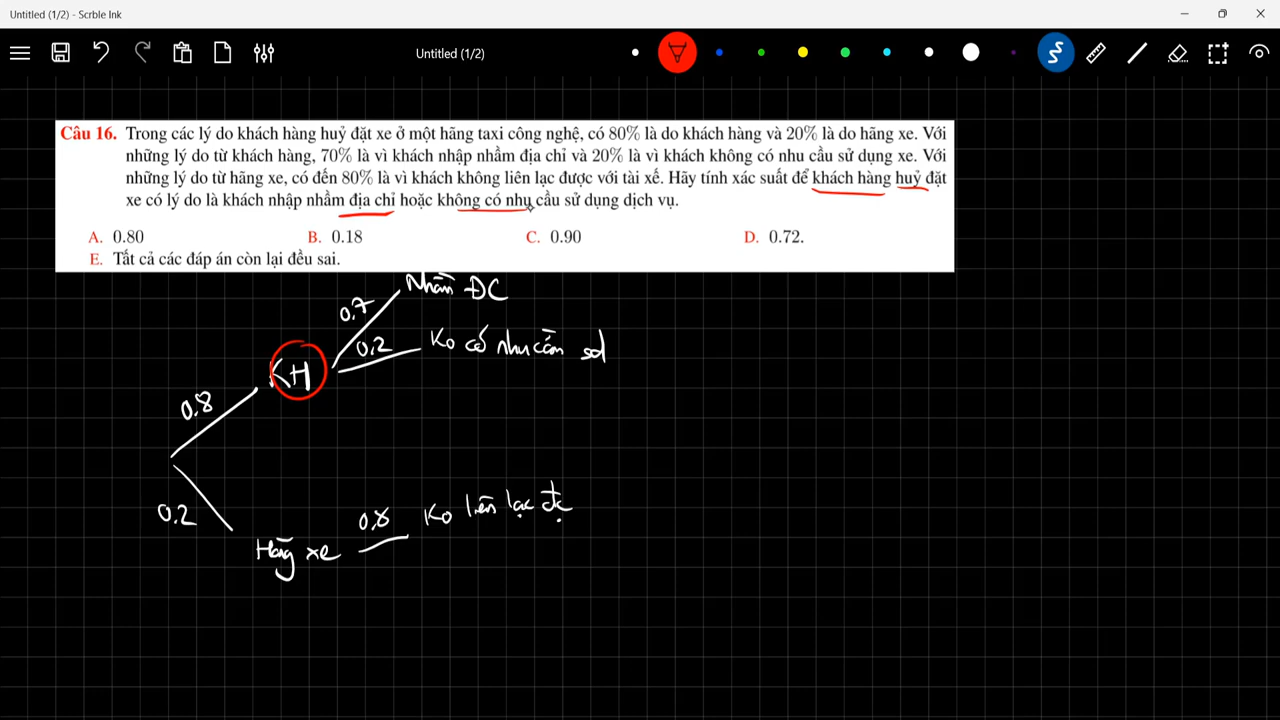 Untitled (1/2) - Scrble Ink
Untitled (1/2)
Câu 16. Trong các lý do khách hàng huỷ đặt xe ở một hãng taxi công nghệ, có 80% là do khách hàng và 20% là do hãng xe. Với
những lý do từ khách hàng, 70% là vì khách nhập nhầm địa chỉ và 20% là vì khách không có nhu cầu sử dụng xe. Với
những lý do từ hãng xe, có đến 80% là vì khách không liên lạc được với tài xế. Hãy tính xác suất để khách hàng huỷ đặt
xe có lý do là khách nhập nhầm địa chỉ hoặc không có nhu cầu sử dụng dịch vụ.
A. 0.80 B. 0.18 C. 0.90 D. 0.72.
E. Tất cả các đáp án còn lại đều sai.
Nhầm ĐC
0.7
0.2 Ko có nhu cầu sd
KH
0.8
0.2
0.8 Ko liên lạc đc
Hãng xe